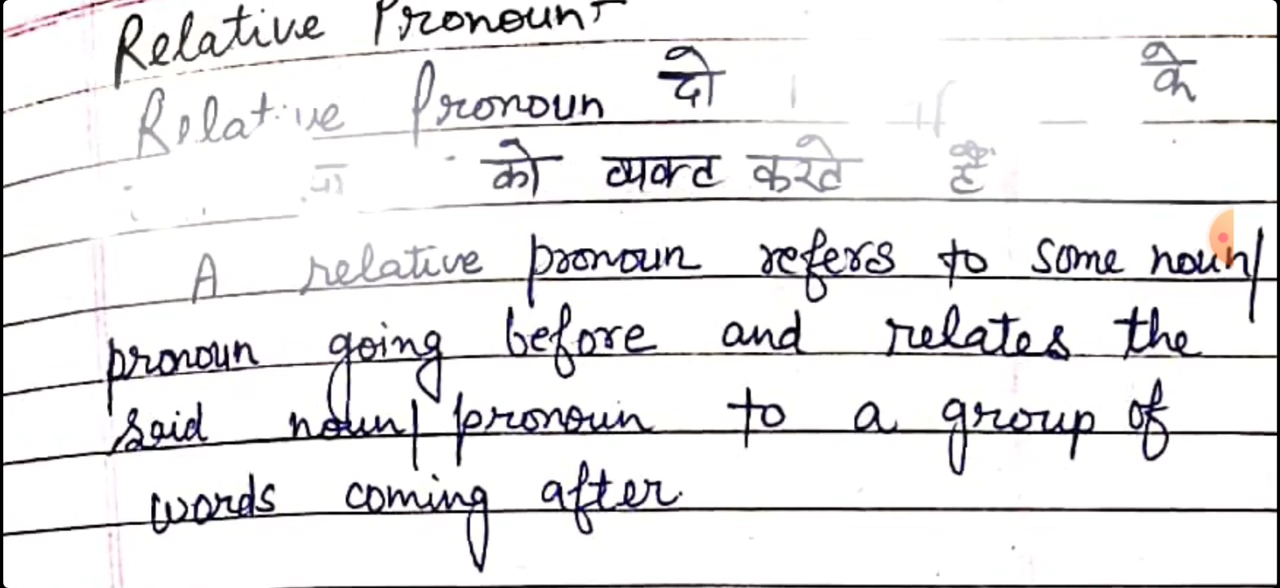 Relative Pronoun-
Relative Pronoun दो के
को व्यक्त करते हैं
A relative pronoun refers to some noun/
pronoun going before and relates the
said noun/pronoun to a group of
words coming after.